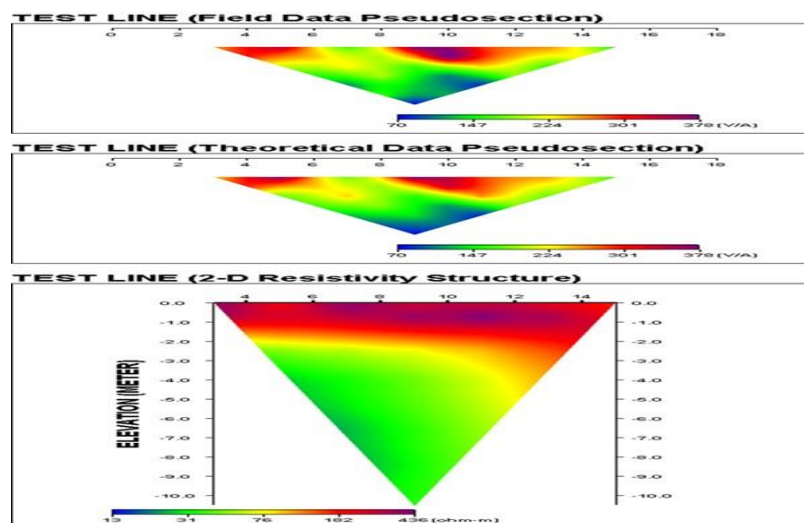 TEST LINE (Field Data Pseudosection)
0 2 4 6 8 10 12 14 16 18
70 147 224 301 378 (V/A)
TEST LINE (Theoretical Data Pseudosection)
0 2 4 6 8 10 12 14 16 18
70 147 224 301 378 (V/A)
TEST LINE (2-D Resistivity Structure)
4 6 8 10 12 14
0.0 0.0
-1.0 -1.0
-2.0 -2.0
-3.0 -3.0
-4.0 -4.0
ELEVATION (METER)
-5.0 -5.0
-6.0 -6.0
-7.0 -7.0
-8.0 -8.0
-9.0 -9.0
-10.0 -10.0
13 31 76 182 436 (ohm-m)